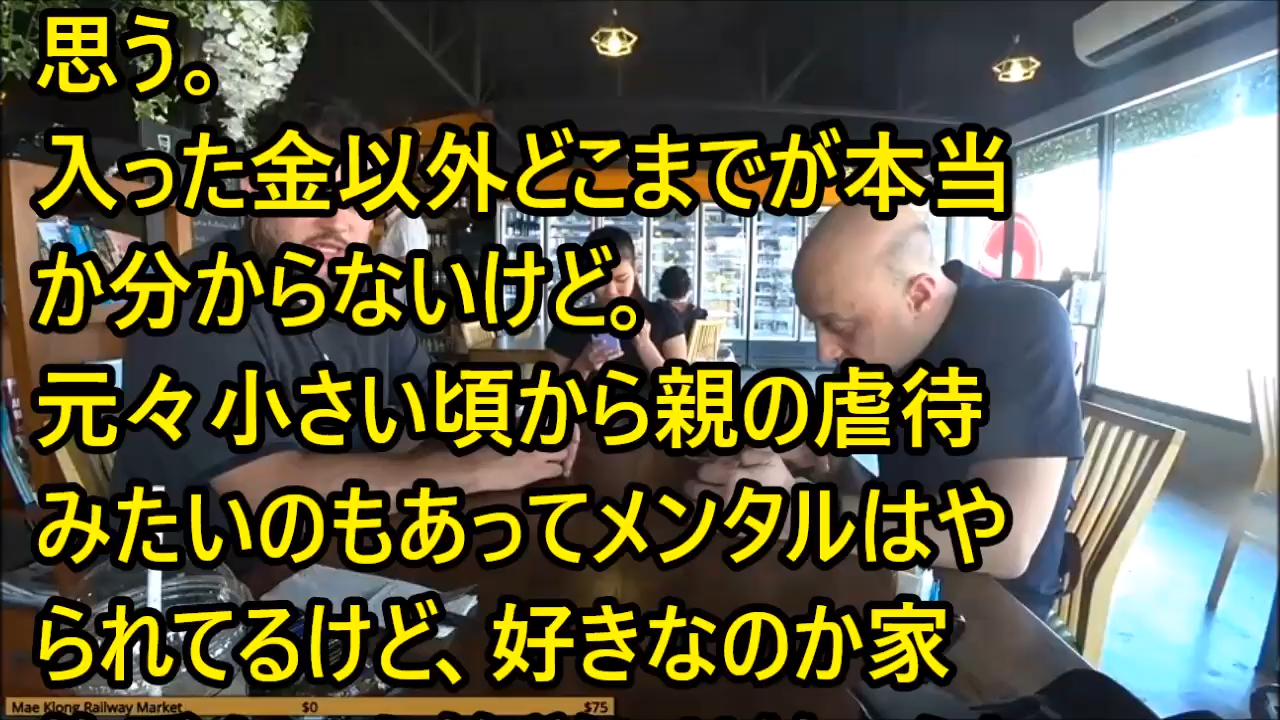 思う。
入った金以外どこまでが本当
か分からないけど。
元々小さい頃から親の虐待
みたいのもあってメンタルはや
られてるけど、好きなのか家
Mae Klong Railway Market $0 $75